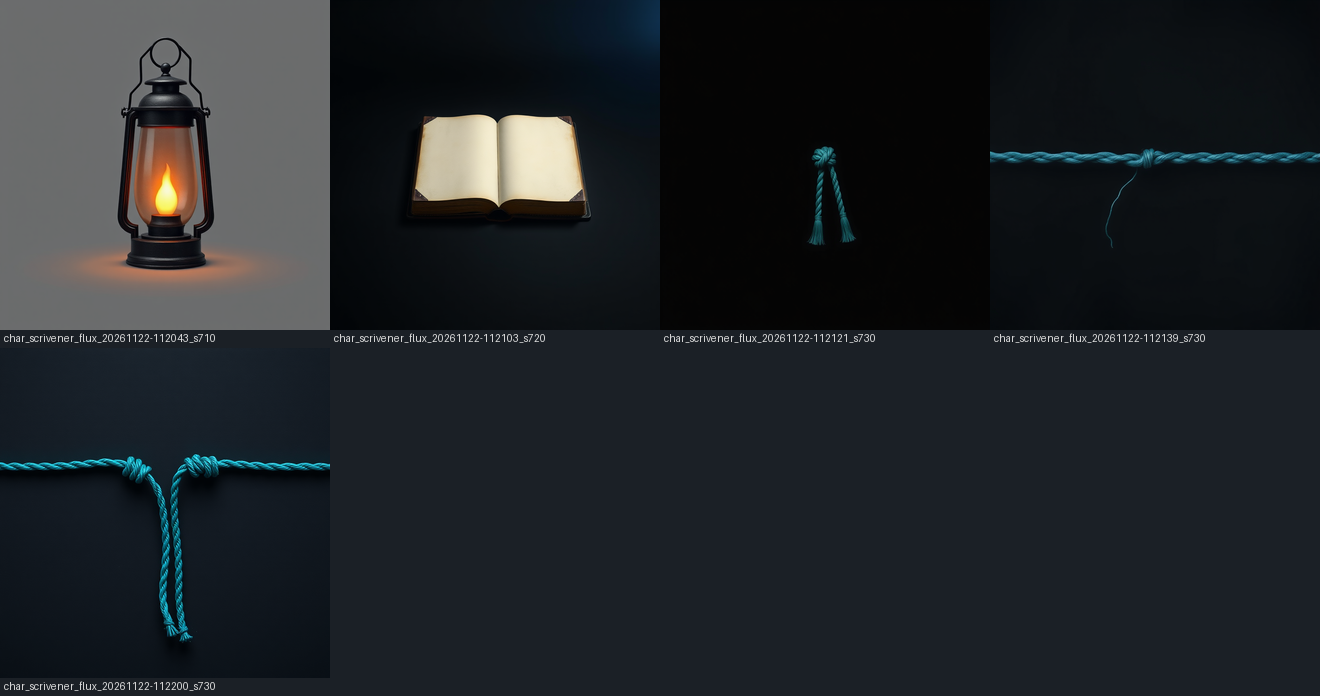 char_scrivener_flux_20261122-112043_s710
char_scrivener_flux_20261122-112103_s720
char_scrivener_flux_20261122-112121_s730
char_scrivener_flux_20261122-112139_s730
char_scrivener_flux_20261122-112200_s730